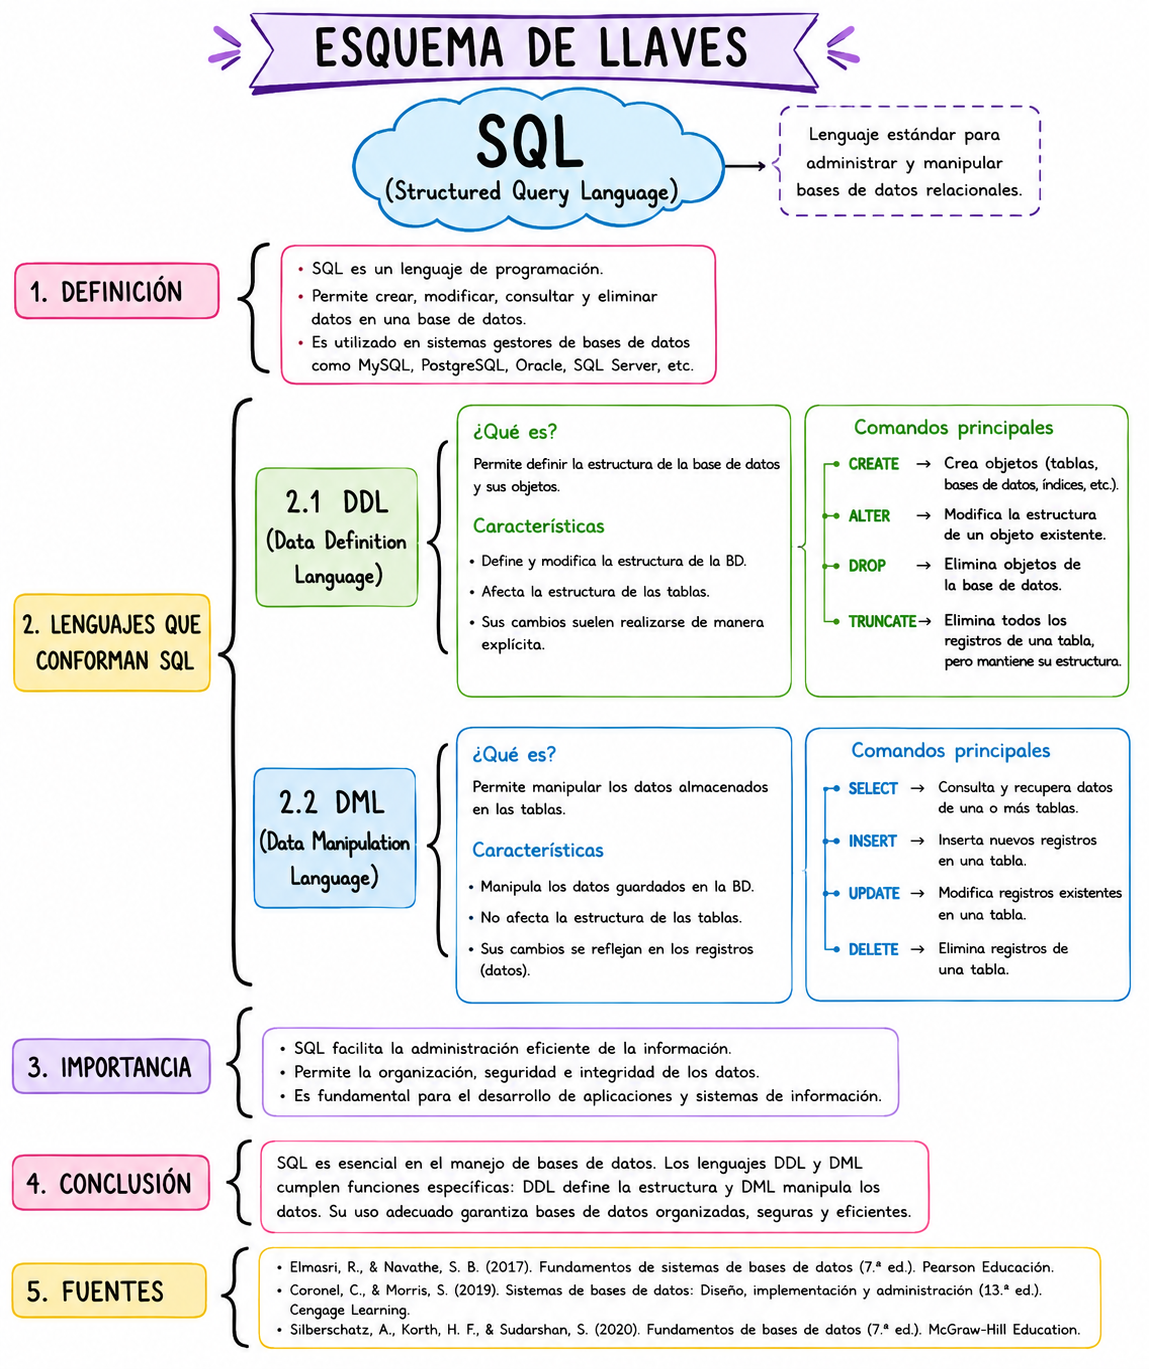 ESQUEMA DE LLAVES
SQL
(Structured Query Language)
Lenguaje estándar para
administrar y manipular
bases de datos relacionales.
1. DEFINICIÓN
• SQL es un lenguaje de programación.
• Permite crear, modificar, consultar y eliminar
datos en una base de datos.
• Es utilizado en sistemas gestores de bases de datos
como MySQL, PostgreSQL, Oracle, SQL Server, etc.
2. LENGUAJES QUE
CONFORMAN SQL
2.1 DDL
(Data Definition
Language)
¿Qué es?
Permite definir la estructura de la base de datos
y sus objetos.
Características
• Define y modifica la estructura de la BD.
• Afecta la estructura de las tablas.
• Sus cambios suelen realizarse de manera
explícita.
Comandos principales
CREATE → Crea objetos (tablas,
bases de datos, índices, etc.).
ALTER → Modifica la estructura
de un objeto existente.
DROP → Elimina objetos de
la base de datos.
TRUNCATE → Elimina todos los
registros de una tabla,
pero mantiene su estructura.
2.2 DML
(Data Manipulation
Language)
¿Qué es?
Permite manipular los datos almacenados
en las tablas.
Características
• Manipula los datos guardados en la BD.
• No afecta la estructura de las tablas.
• Sus cambios se reflejan en los registros
(datos).
Comandos principales
SELECT → Consulta y recupera datos
de una o más tablas.
INSERT → Inserta nuevos registros
en una tabla.
UPDATE → Modifica registros existentes
en una tabla.
DELETE → Elimina registros de
una tabla.
3. IMPORTANCIA
• SQL facilita la administración eficiente de la información.
• Permite la organización, seguridad e integridad de los datos.
• Es fundamental para el desarrollo de aplicaciones y sistemas de información.
4. CONCLUSIÓN
SQL es esencial en el manejo de bases de datos. Los lenguajes DDL y DML
cumplen funciones específicas: DDL define la estructura y DML manipula los
datos. Su uso adecuado garantiza bases de datos organizadas, seguras y eficientes.
5. FUENTES
• Elmasri, R., & Navathe, S. B. (2017). Fundamentos de sistemas de bases de datos (7.ª ed.). Pearson Educación.
• Coronel, C., & Morris, S. (2019). Sistemas de bases de datos: Diseño, implementación y administración (13.ª ed.).
Cengage Learning.
• Silberschatz, A., Korth, H. F., & Sudarshan, S. (2020). Fundamentos de bases de datos (7.ª ed.). McGraw-Hill Education.